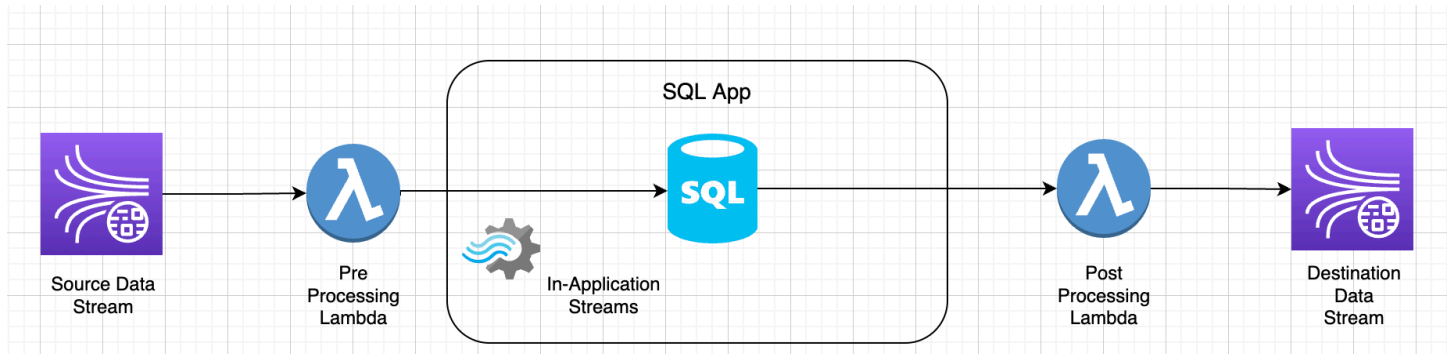 SQL App
SQL
Source Data
Stream
Pre
Processing
Lambda
In-Application
Streams
Post
Processing
Lambda
Destination
Data
Stream